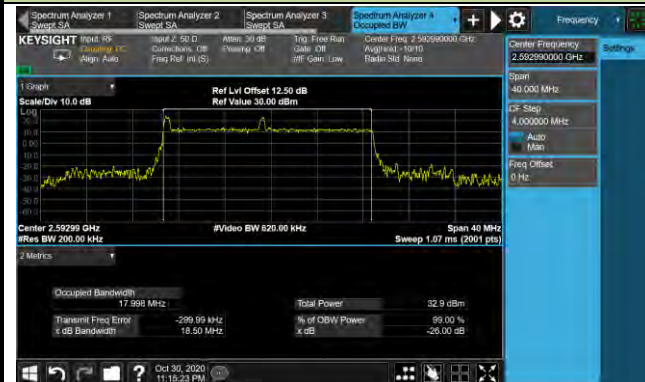 Spectrum Analyzer 1 Spectrum Analyzer 2 Spectrum Analyzer 3 Spectrum Analyzer 4 Frequency
Swept SA Swept SA Swept SA Occupied BW
KEYSIGHT Input: RF Input Z: 50 Ω Atten: 30 dB Trig: Free Run Center Freq: 2.592990000 GHz
Coupling: DC Corrections: Off Preamp: Off Gate: Off Avg|Hold: >10/10
Align: Auto Freq Ref: Int (S) #IF Gain: Low Radio Std: None
Center Frequency Settings
2.592990000 GHz
Span
40.000 MHz
CF Step
4.000000 MHz
Auto
Man
Freq Offset
0 Hz
1 Graph Ref Lvl Offset 12.50 dB
Scale/Div 10.0 dB Ref Value 30.00 dBm
Log
Center 2.59299 GHz #Video BW 620.00 kHz Span 40 MHz
#Res BW 200.00 kHz Sweep 1.07 ms (2001 pts)
2 Metrics
Occupied Bandwidth
17.998 MHz Total Power 32.9 dBm
Transmit Freq Error -299.99 kHz % of OBW Power 99.00 %
x dB Bandwidth 18.50 MHz x dB -26.00 dB
Oct 30, 2020